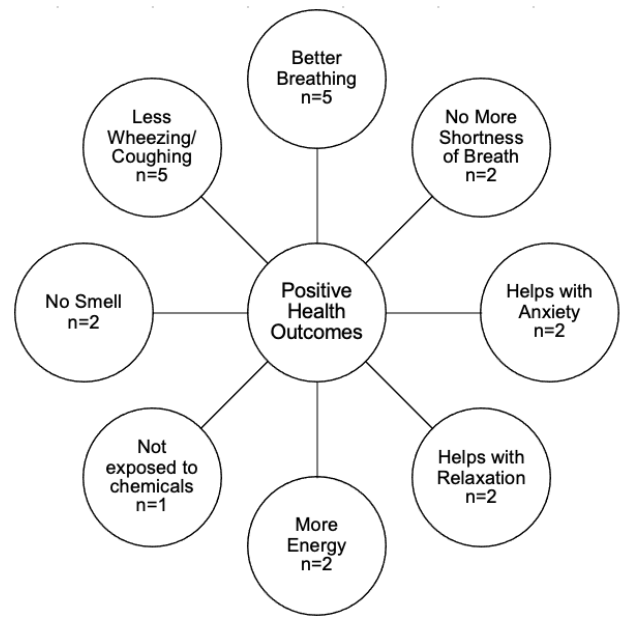 Better
Breathing
n=5
No More
Shortness
of Breath
n=2
Helps with
Anxiety
n=2
Helps with
Relaxation
n=2
More
Energy
n=2
Not
exposed to
chemicals
n=1
No Smell
n=2
Less
Wheezing/
Coughing
n=5
Positive
Health
Outcomes